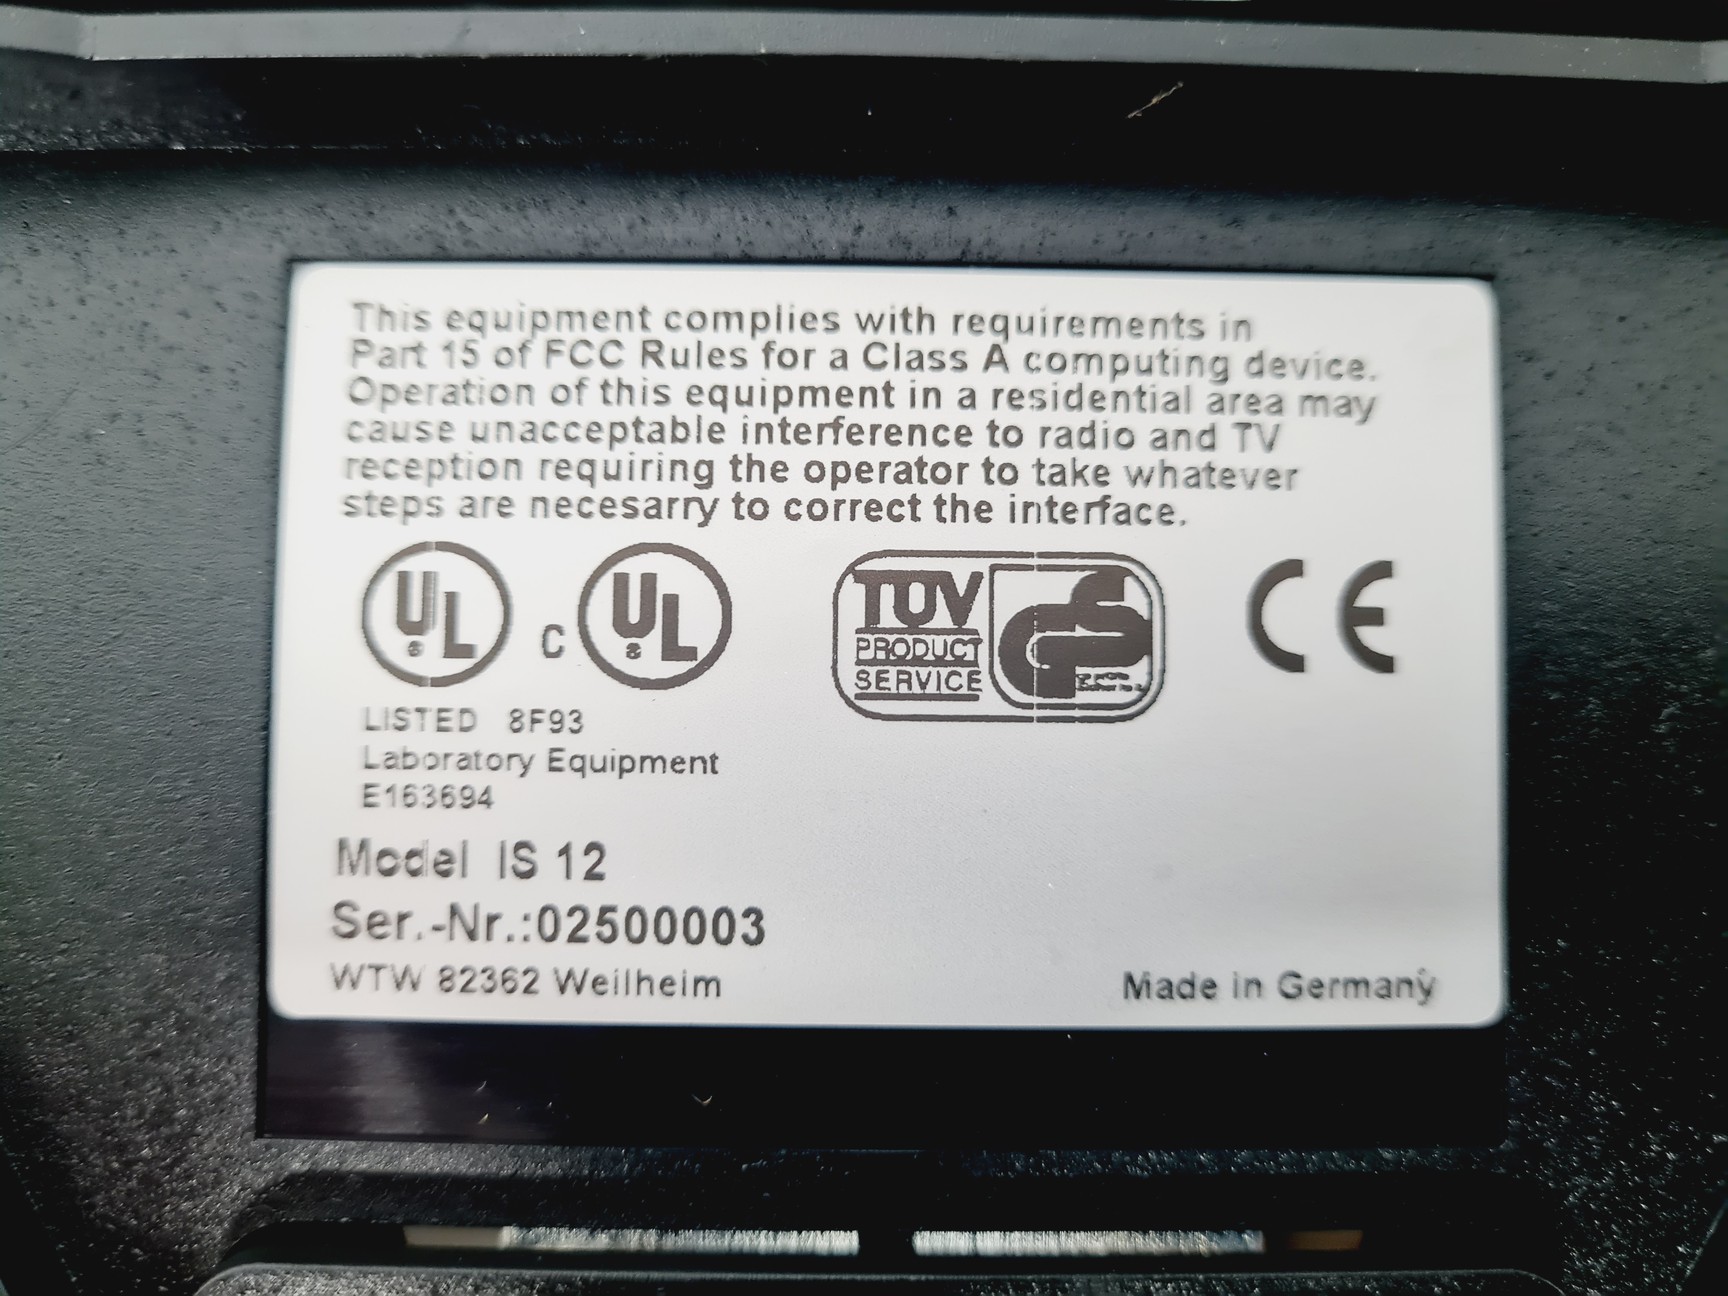 This equipment complies with requirements in
Part 15 of FCC Rules for a Class A computing device.
Operation of this equipment in a residential area may
cause unacceptable interference to radio and TV
reception requiring the operator to take whatever
steps are necesarry to correct the interface.
UL c UL
TÜV
PRODUCT
SERVICE
GS
CE
LISTED 8F93
Laboratory Equipment
E163694
Model IS 12
Ser.-Nr.:02500003
WTW 82362 Weilheim
Made in Germany